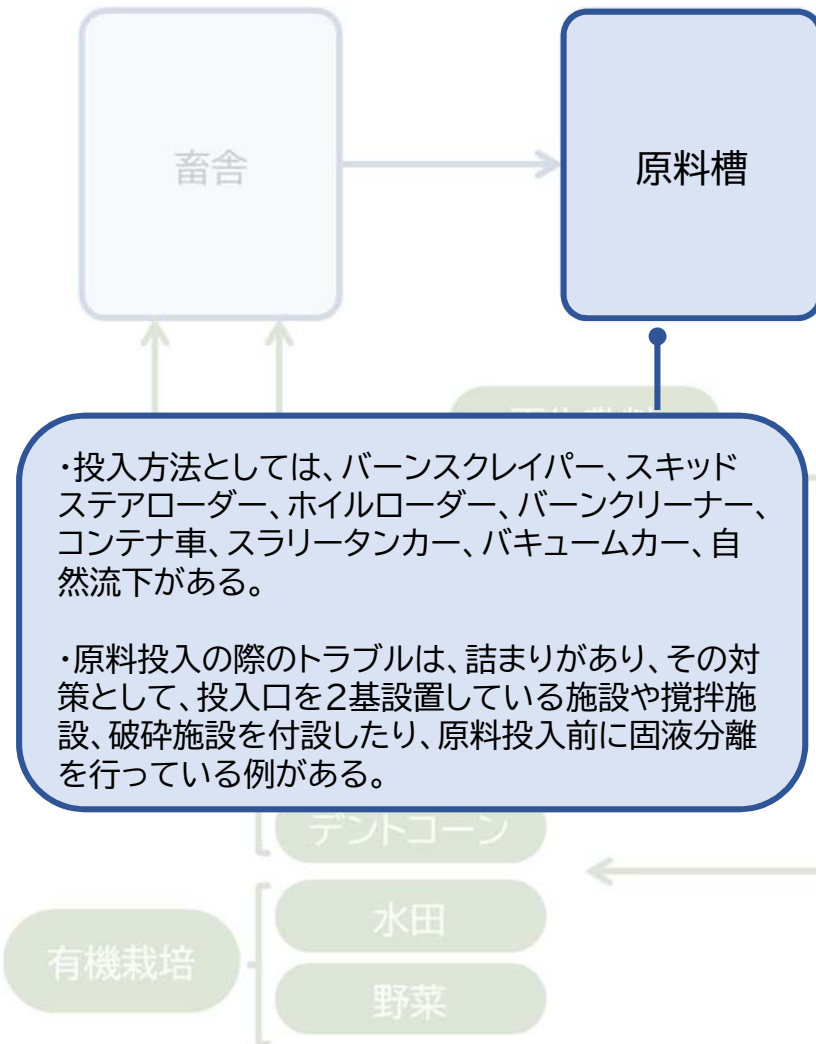 畜舎
原料槽
・投入方法としては、バーンスクレイパー、スキッド
ステアローダー、ホイルローダー、バーンクリーナー、
コンテナ車、スラリータンカー、バキュームカー、自
然流下がある。
・原料投入の際のトラブルは、詰まりがあり、その対
策として、投入口を2基設置している施設や撹拌施
設、破砕施設を付設したり、原料投入前に固液分離
を行っている例がある。
デントコーン
水田
有機栽培
野菜